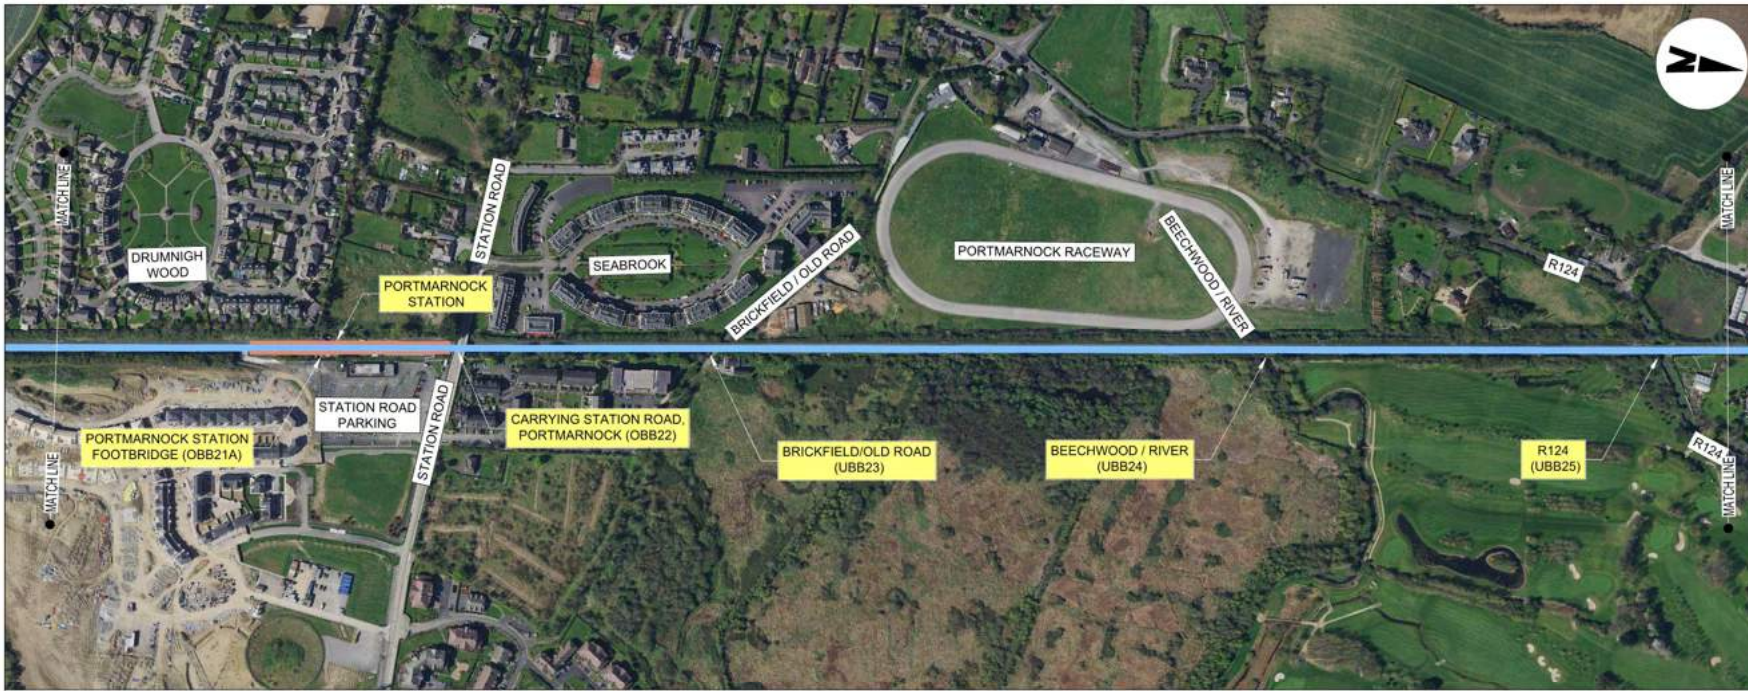 N
MATCH LINE
DRUMNIGH
WOOD
PORTMARNOCK
STATION
STATION ROAD
SEABROOK
BRICKFIELD / OLD ROAD
PORTMARNOCK RACEWAY
BEECHWOOD / RIVER
R124
MATCH LINE
STATION ROAD
PARKING
PORTMARNOCK STATION
FOOTBRIDGE (OBB21A)
MATCH LINE
STATION ROAD
CARRYING STATION ROAD,
PORTMARNOCK (OBB22)
BRICKFIELD/OLD ROAD
(UBB23)
BEECHWOOD / RIVER
(UBB24)
R124
(UBB25)
R124
MATCH LINE